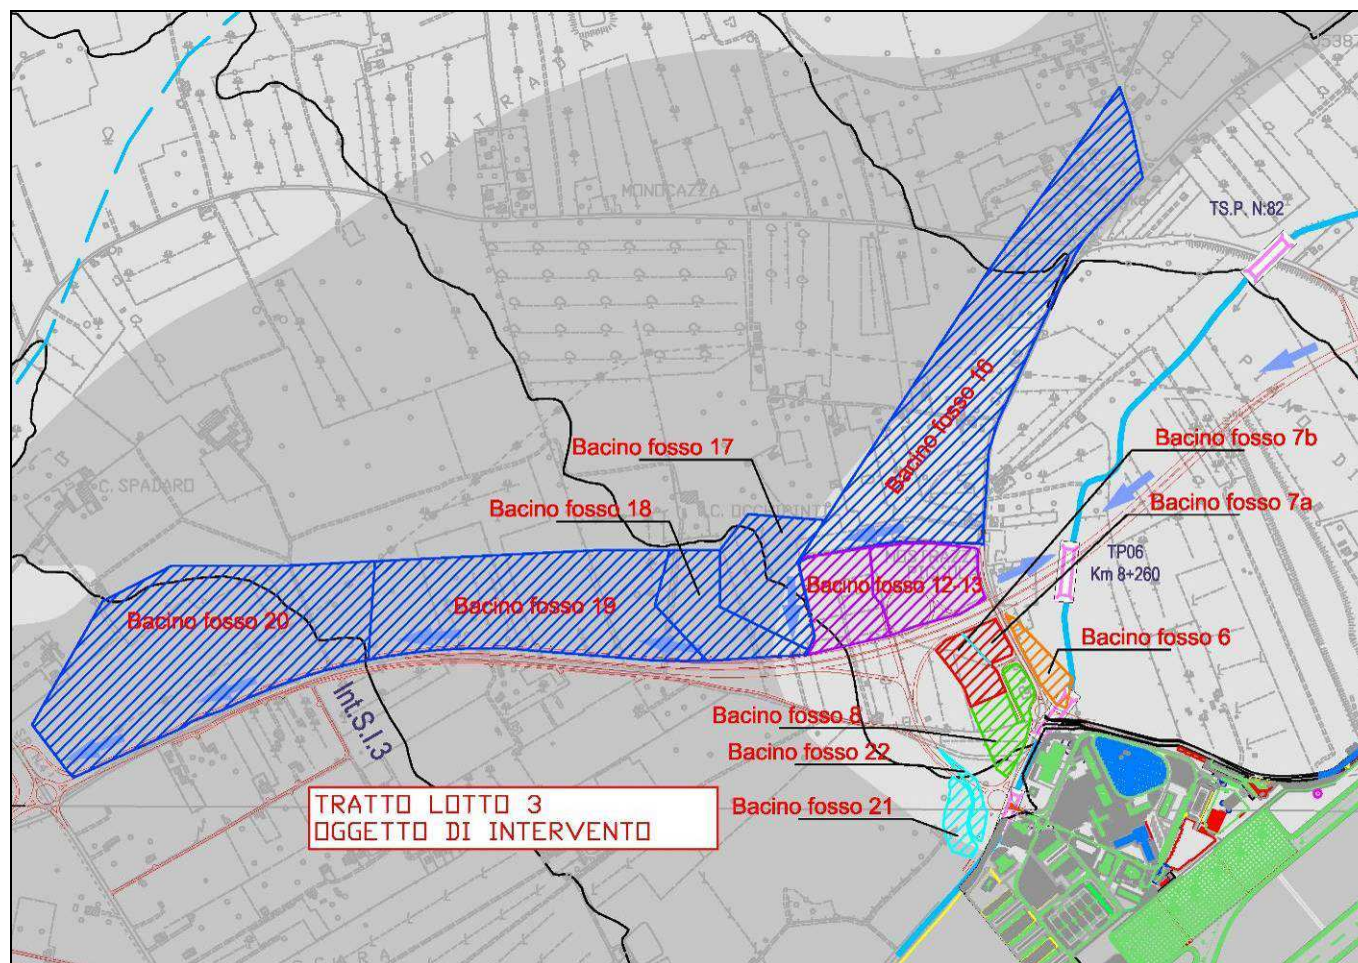 CONTRADA
MONOCAZZA
TS.P. N.82
Bacino fosso 16
Bacino fosso 17
Bacino fosso 7b
C. SPADARO
Bacino fosso 18
Bacino fosso 7a
TP06
Km 8+260
Bacino fosso 12-13
Bacino fosso 19
Bacino fosso 20
Bacino fosso 6
Int.S.I.3
Bacino fosso 8
Bacino fosso 22
Bacino fosso 21
TRATTO LOTTO 3
OGGETTO DI INTERVENTO